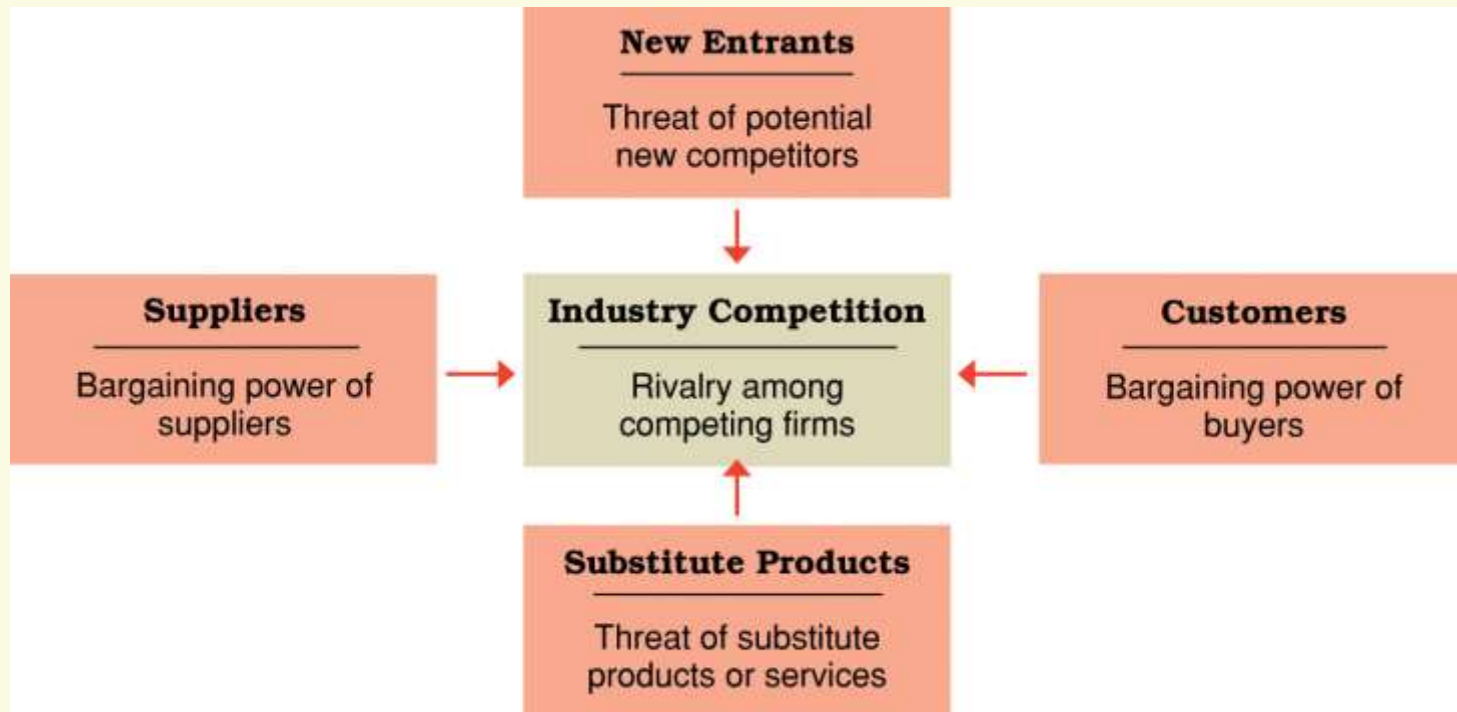 New Entrants
Threat of potential
new competitors
Suppliers
Bargaining power of
suppliers
Industry Competition
Rivalry among
competing firms
Customers
Bargaining power of
buyers
Substitute Products
Threat of substitute
products or services